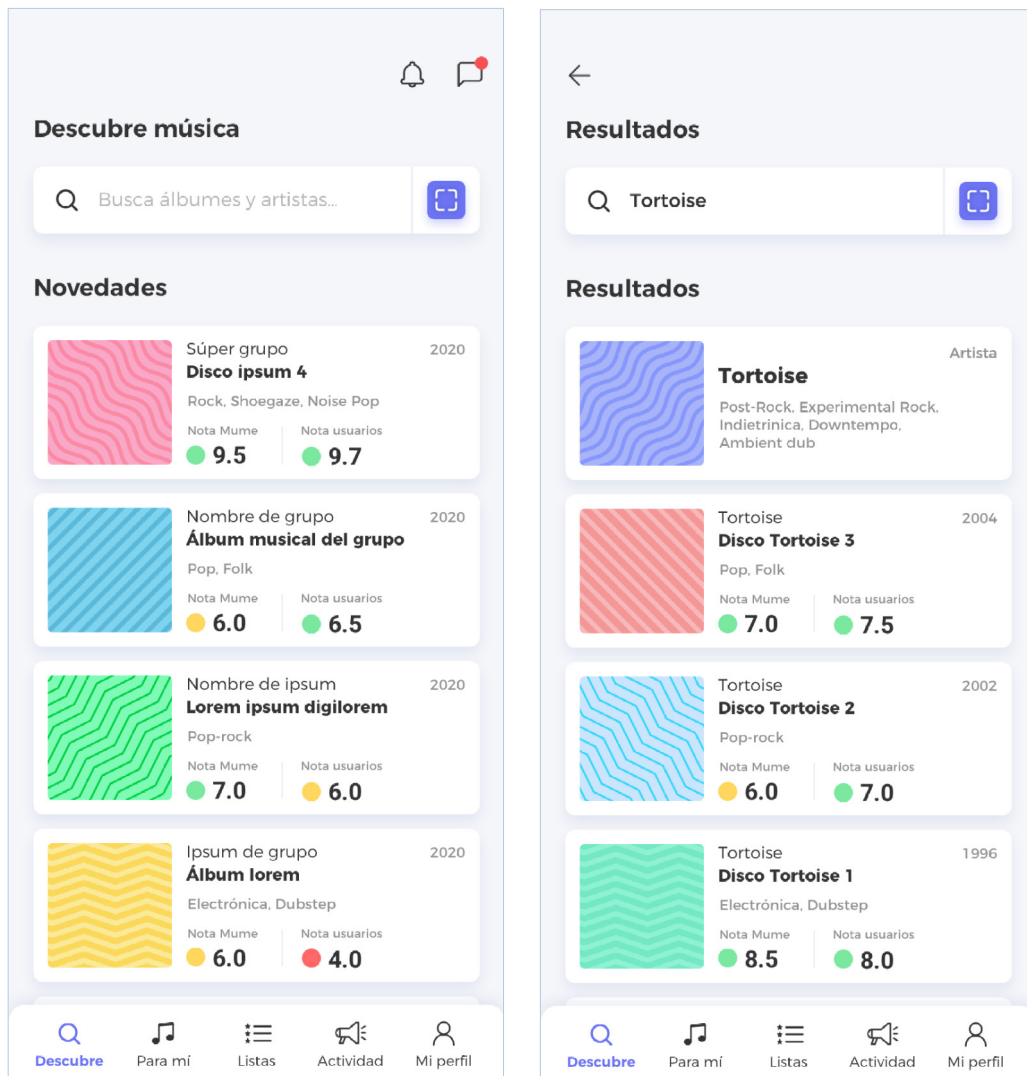 Descubre música
Busca álbumes y artistas...
Novedades
Súper grupo
2020
Disco ipsum 4
Rock, Shoegaze, Noise Pop
Nota Mume
Nota usuarios
9.5
9.7
Nombre de grupo
2020
Álbum musical del grupo
Pop, Folk
Nota Mume
Nota usuarios
6.0
6.5
Nombre de ipsum
2020
Lorem ipsum digilorem
Pop-rock
Nota Mume
Nota usuarios
7.0
6.0
Ipsum de grupo
2020
Álbum lorem
Electrónica, Dubstep
Nota Mume
Nota usuarios
6.0
4.0
Descubre
Para mí
Listas
Actividad
Mi perfil
Resultados
Tortoise
Resultados
Artista
Tortoise
Post-Rock, Experimental Rock,
Indietrinica, Downtempo,
Ambient dub
Tortoise
2004
Disco Tortoise 3
Pop, Folk
Nota Mume
Nota usuarios
7.0
7.5
Tortoise
2002
Disco Tortoise 2
Pop-rock
Nota Mume
Nota usuarios
6.0
7.0
Tortoise
1996
Disco Tortoise 1
Electrónica, Dubstep
Nota Mume
Nota usuarios
8.5
8.0
Descubre
Para mí
Listas
Actividad
Mi perfil